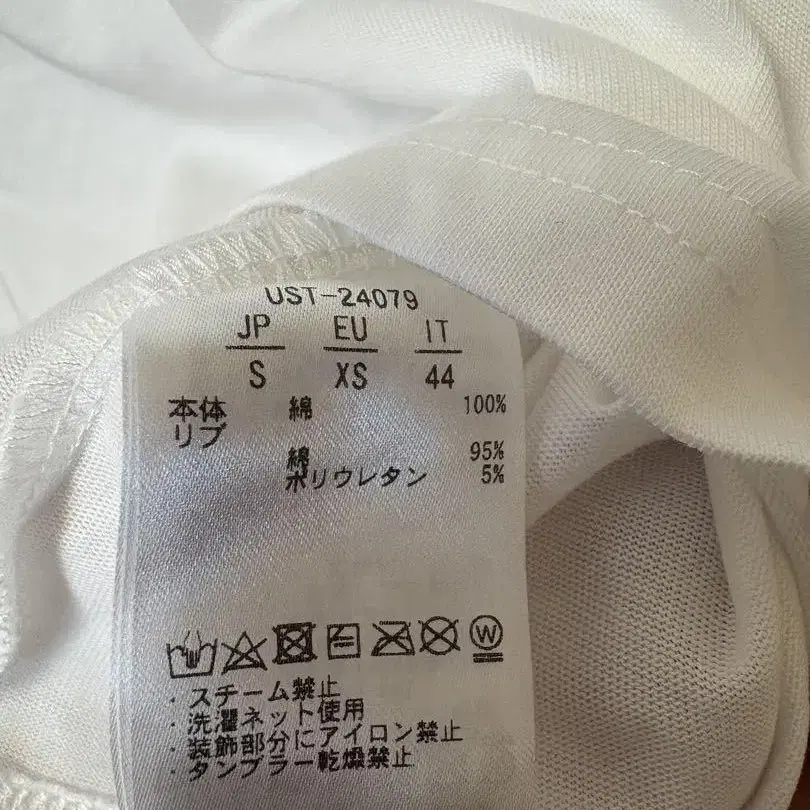 UST-24079
JP EU IT
S XS 44
本体 綿 100%
リブ
綿 95%
ポリウレタン 5%
W
・スチーム禁止
・洗濯ネット使用
・装飾部分にアイロン禁止
・タンブラー乾燥禁止